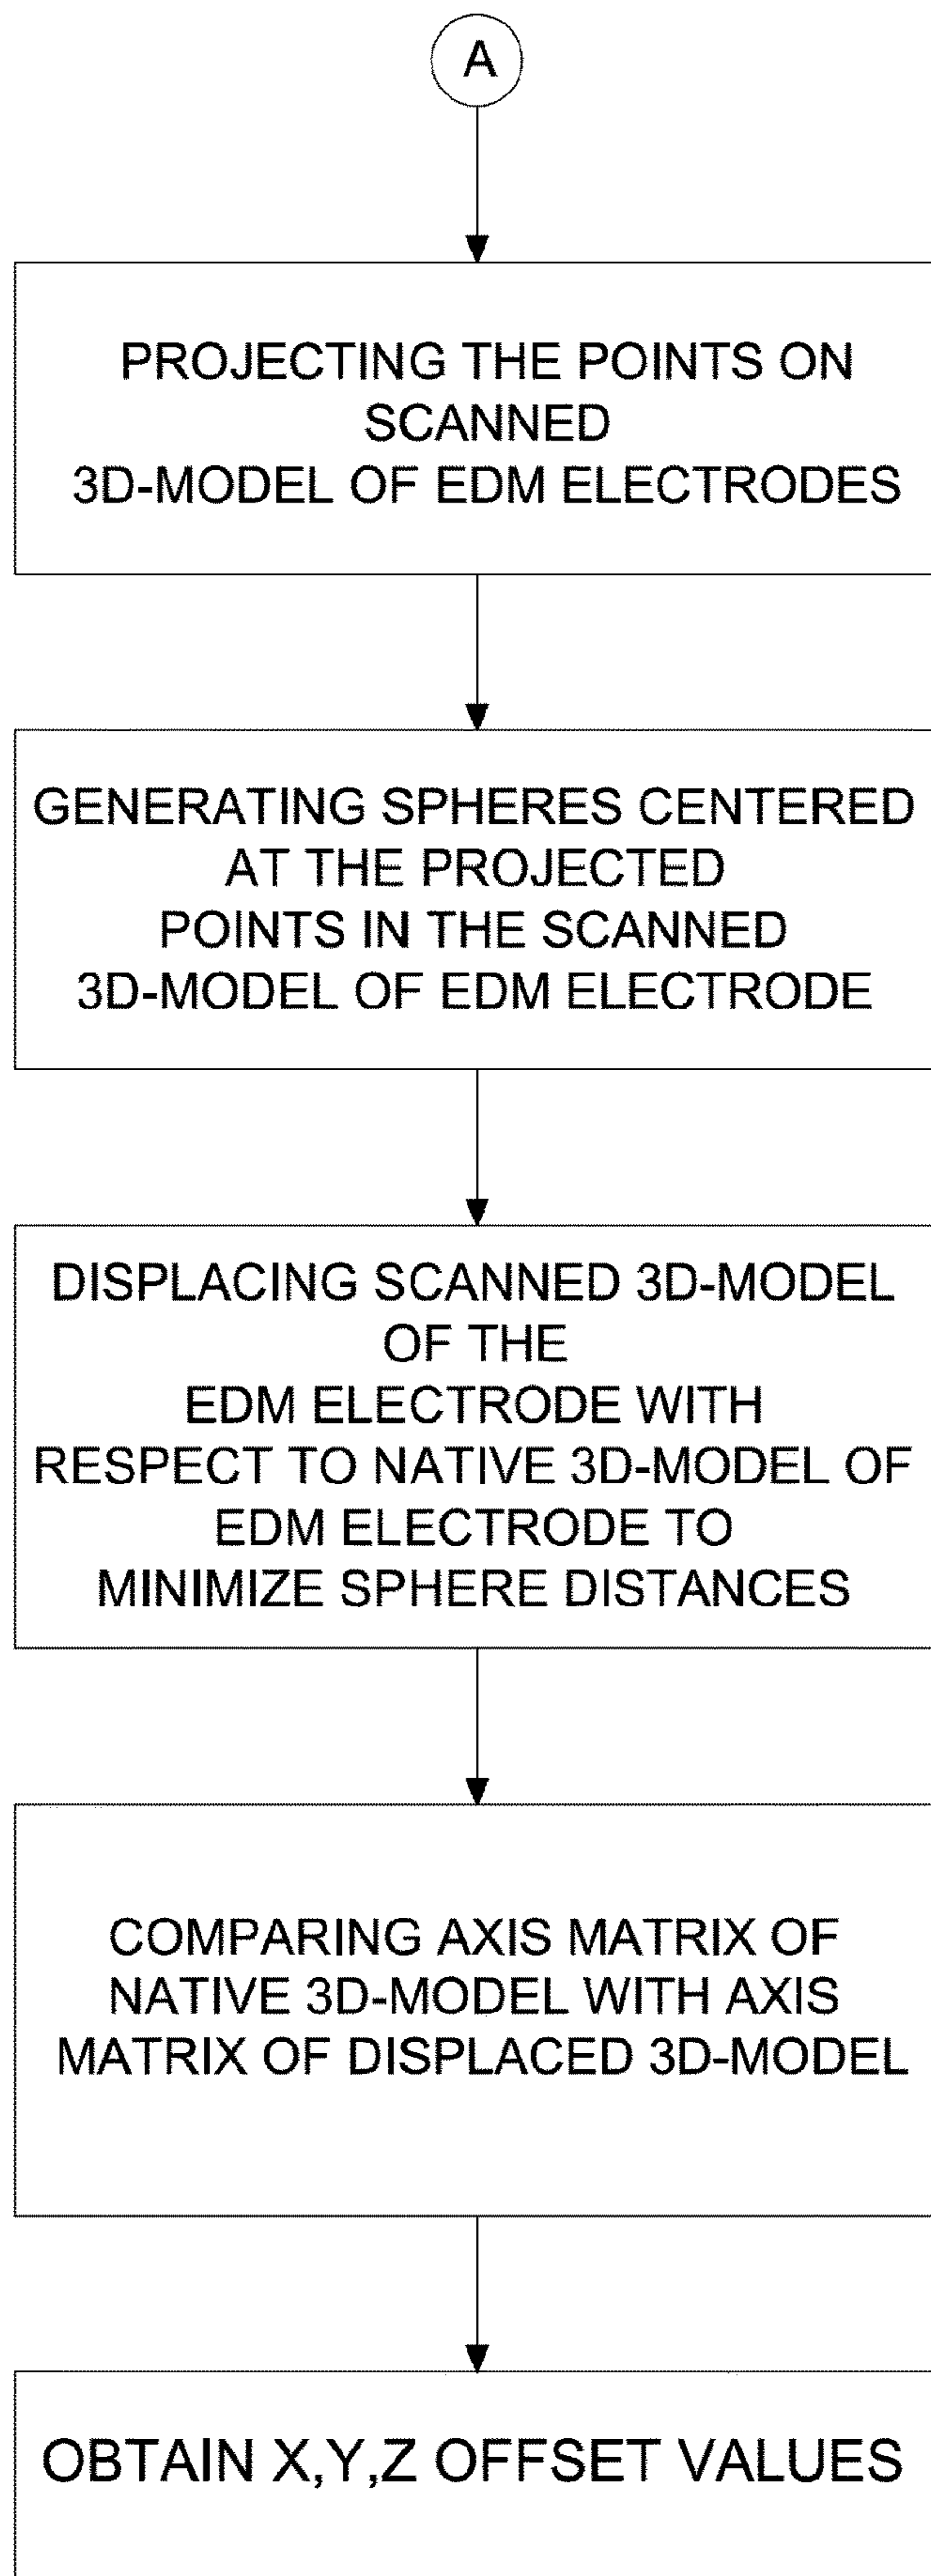 A
PROJECTING THE POINTS ON
SCANNED
3D-MODEL OF EDM ELECTRODES
GENERATING SPHERES CENTERED
AT THE PROJECTED
POINTS IN THE SCANNED
3D-MODEL OF EDM ELECTRODE
DISPLACING SCANNED 3D-MODEL
OF THE
EDM ELECTRODE WITH
RESPECT TO NATIVE 3D-MODEL OF
EDM ELECTRODE TO
MINIMIZE SPHERE DISTANCES
COMPARING AXIS MATRIX OF
NATIVE 3D-MODEL WITH AXIS
MATRIX OF DISPLACED 3D-MODEL
OBTAIN X,Y,Z OFFSET VALUES